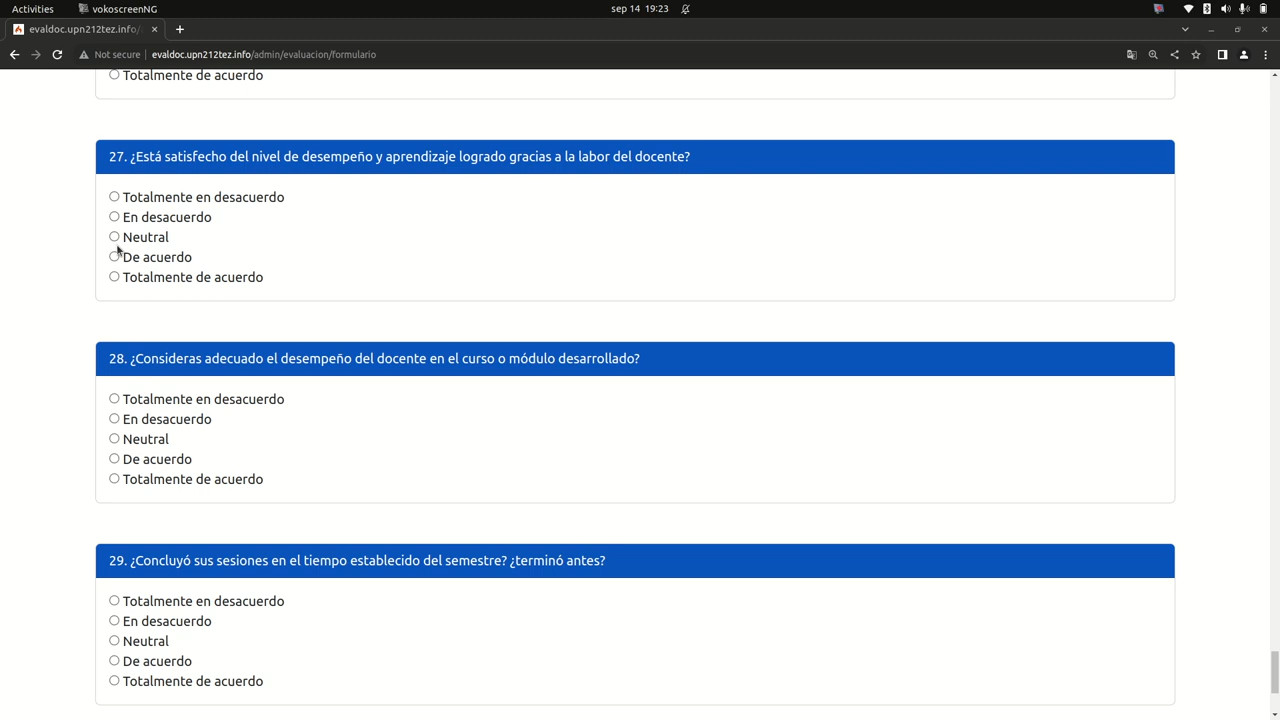 Activities
vokoscreenNG
sep 14 19:23
evaldoc.upn212tez.info/
Not secure
evaldoc.upn212tez.info/admin/evaluacion/formulario
Totalmente de acuerdo
27. ¿Está satisfecho del nivel de desempeño y aprendizaje logrado gracias a la labor del docente?
Totalmente en desacuerdo
En desacuerdo
Neutral
De acuerdo
Totalmente de acuerdo
28. ¿Consideras adecuado el desempeño del docente en el curso o módulo desarrollado?
Totalmente en desacuerdo
En desacuerdo
Neutral
De acuerdo
Totalmente de acuerdo
29. ¿Concluyó sus sesiones en el tiempo establecido del semestre? ¿terminó antes?
Totalmente en desacuerdo
En desacuerdo
Neutral
De acuerdo
Totalmente de acuerdo